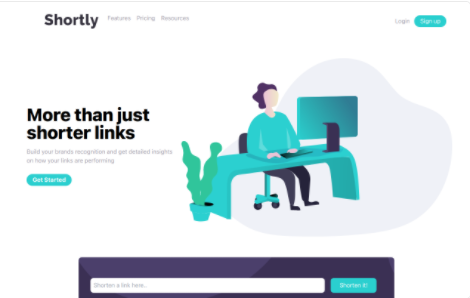 Shortly Features Pricing Resources Login Sign up
More than just
shorter links
Build your brands recognition and get detailed insights
on how your links are performing
Get Started
Shorten a link here.. Shorten It!